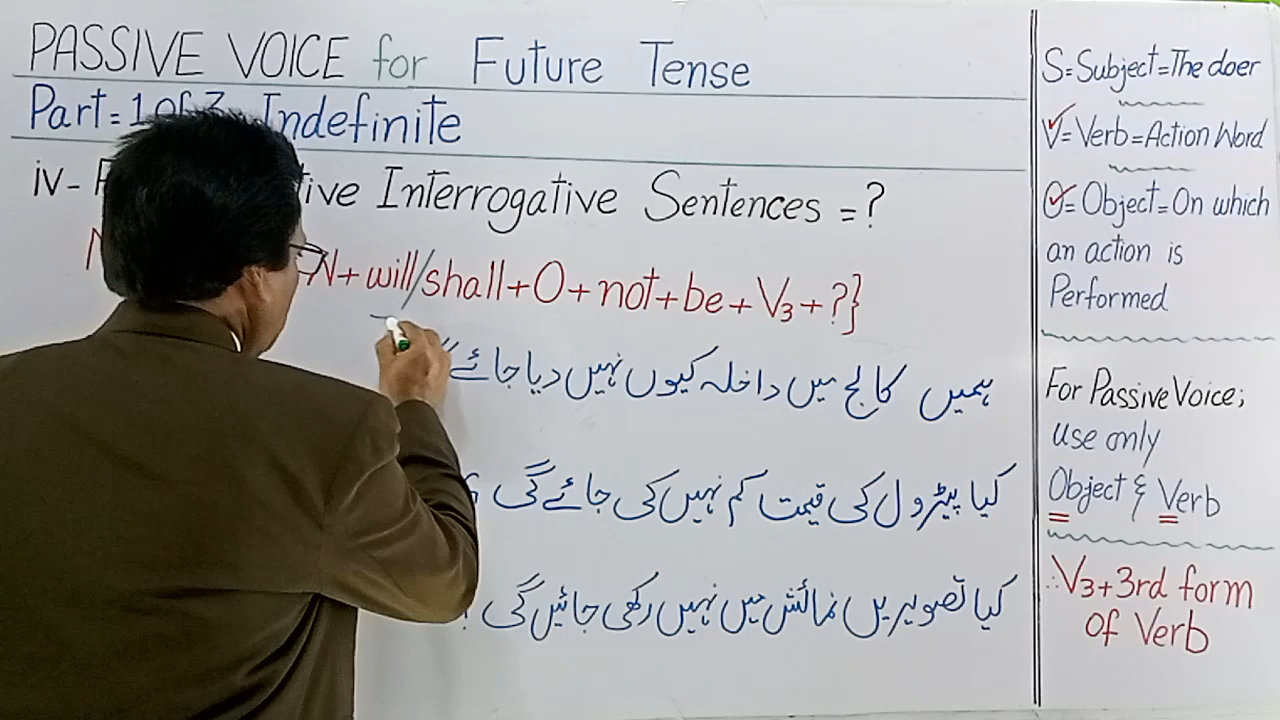 PASSIVE VOICE for Future Tense
Part=1 of 3 Indefinite
iv- Interrogative Sentences =?
N+will/shall+O+not+be+V3+?}
ہمیں کالج میں داخلہ کیوں نہیں دیا جائے
کیا پیٹرول کی قیمت کم نہیں کی جائے گی ؟
کیا تصویریں نمائش میں نہیں رکھی جائیں گی ؟
S=Subject=The doer
V=Verb=Action Word
O=Object=On which
an action is
Performed
For Passive Voice;
use only
Object & Verb
∴V3+3rd form
of Verb